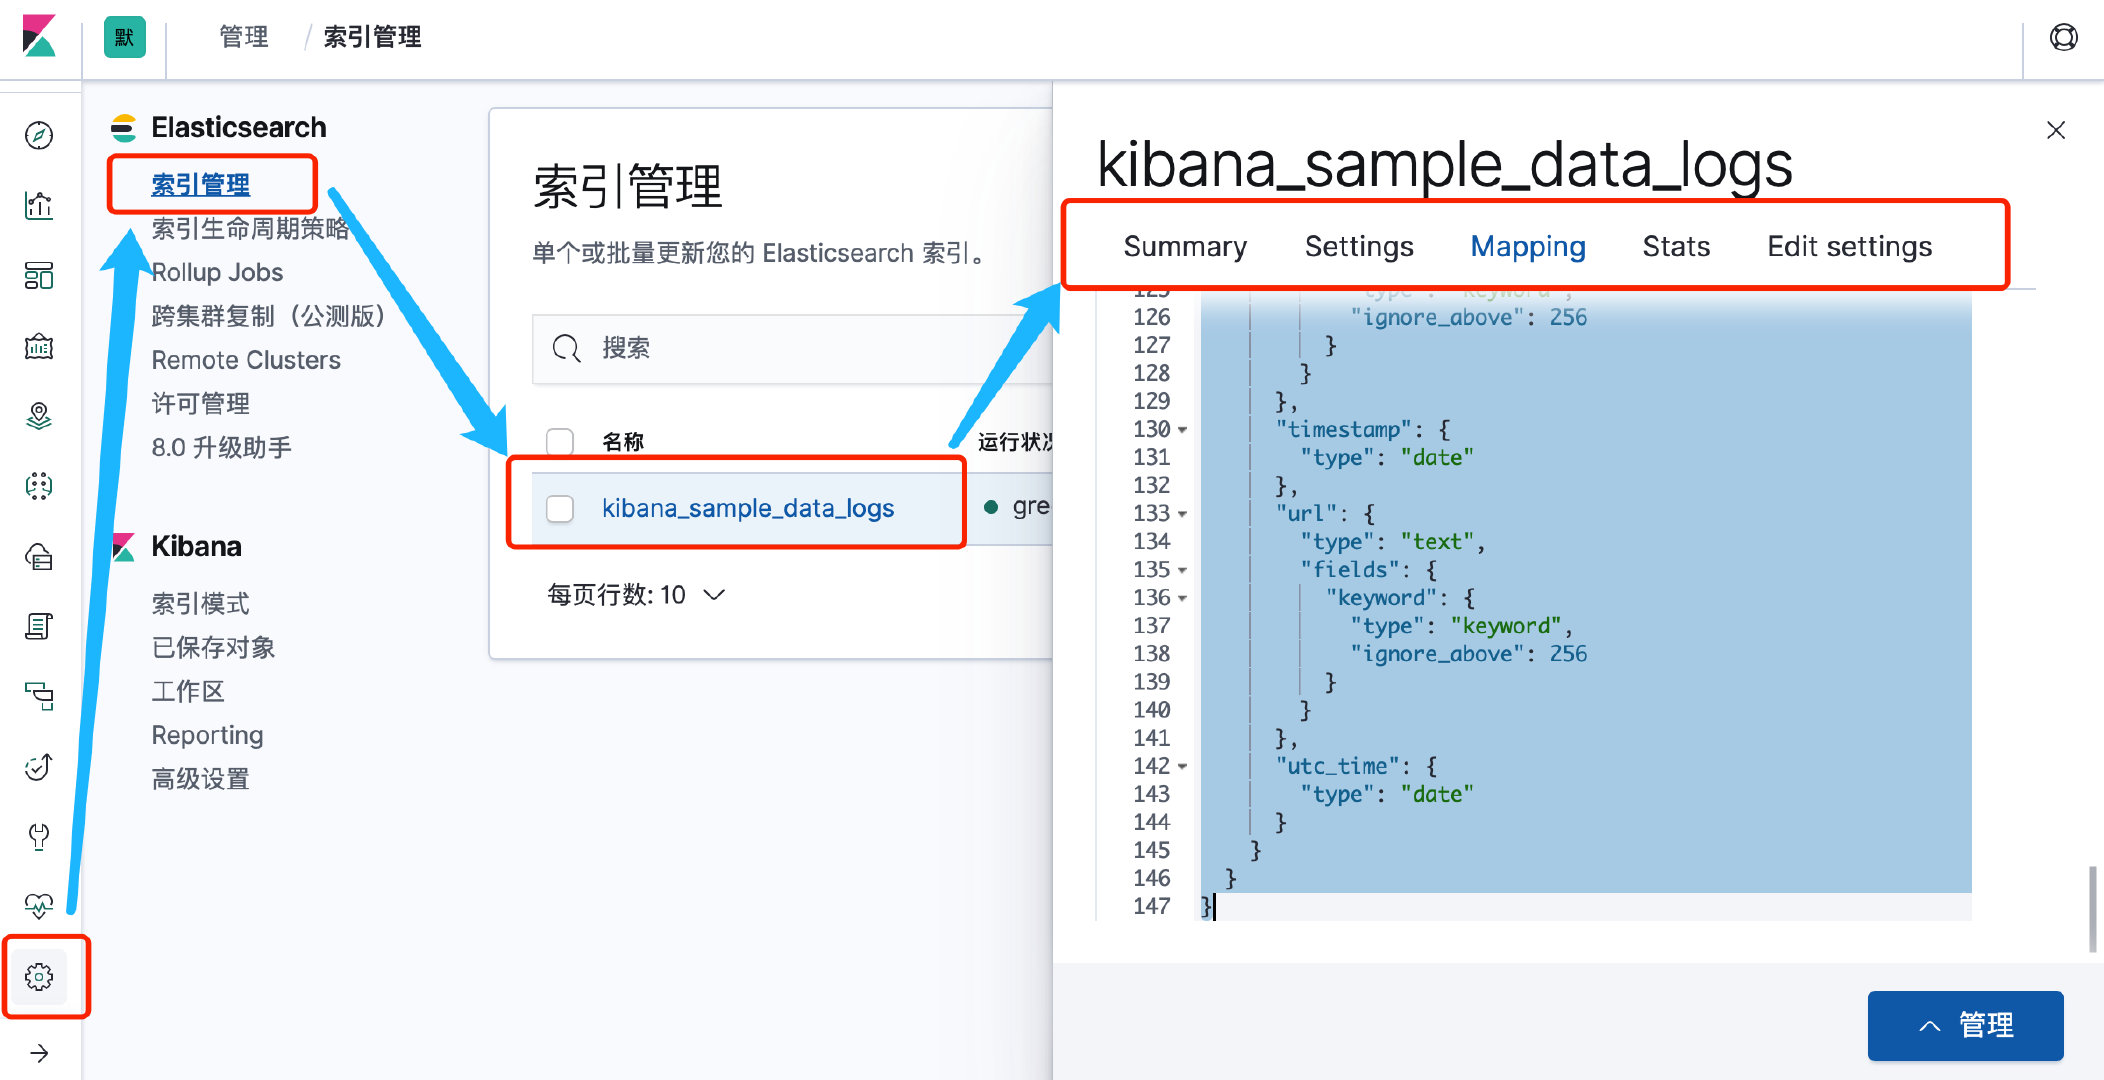 默
管理 / 索引管理
Elasticsearch
索引管理
索引生命周期策略
Rollup Jobs
跨集群复制（公测版）
Remote Clusters
许可管理
8.0 升级助手
Kibana
索引模式
已保存对象
工作区
Reporting
高级设置
索引管理
单个或批量更新您的 Elasticsearch 索引。
搜索
名称 运行状
kibana_sample_data_logs gre
每页行数: 10
kibana_sample_data_logs
Summary Settings Mapping Stats Edit settings
125 "type": "keyword",
126 "ignore_above": 256
127 }
128 }
129 },
130 "timestamp": {
131 "type": "date"
132 },
133 "url": {
134 "type": "text",
135 "fields": {
136 "keyword": {
137 "type": "keyword",
138 "ignore_above": 256
139 }
140 }
141 },
142 "utc_time": {
143 "type": "date"
144 }
145 }
146 }
147 }
管理